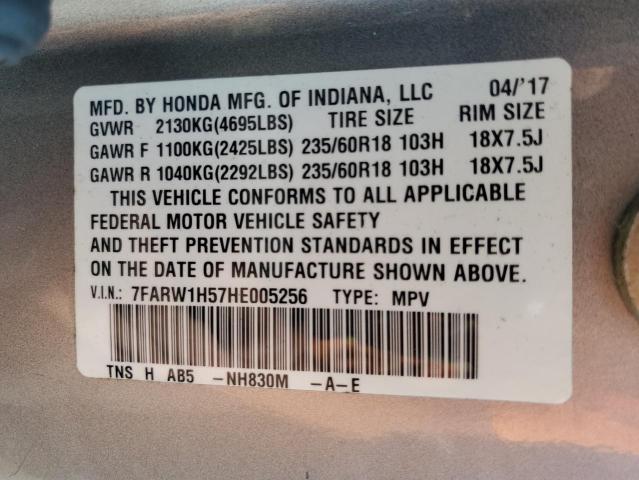 MFD. BY HONDA MFG. OF INDIANA, LLC 04/'17
GVWR 2130KG(4695LBS) TIRE SIZE RIM SIZE
GAWR F 1100KG(2425LBS) 235/60R18 103H 18X7.5J
GAWR R 1040KG(2292LBS) 235/60R18 103H 18X7.5J
THIS VEHICLE CONFORMS TO ALL APPLICABLE
FEDERAL MOTOR VEHICLE SAFETY
AND THEFT PREVENTION STANDARDS IN EFFECT
ON THE DATE OF MANUFACTURE SHOWN ABOVE.
V.I.N.: 7FARW1H57HE005256 TYPE: MPV
TNS H AB5 -NH830M -A-E